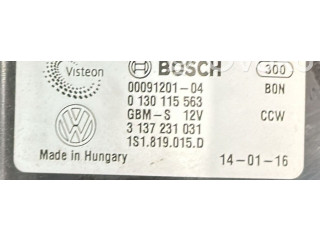 Visteon BOSCH 300
00091201-04 BON
0 130 115 563
GBM-S 12V CCW
3 137 231 031
1S1.819.015.D
Made in Hungary 14-01-16